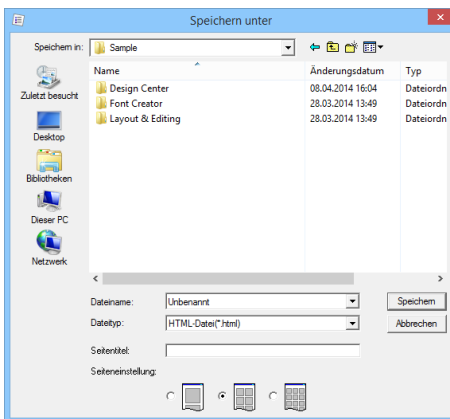 Speichern unter
Speichern in: Sample
Name Änderungsdatum Typ
Design Center 08.04.2014 16:04 Dateiordn
Font Creator 28.03.2014 13:49 Dateiordn
Layout & Editing 28.03.2014 13:49 Dateiordn
Zuletzt besucht
Desktop
Bibliotheken
Dieser PC
Netzwerk
Dateiname: Unbenannt Speichern
Dateityp: HTML-Datei(*.html) Abbrechen
Seitentitel:
Seiteneinstellung: